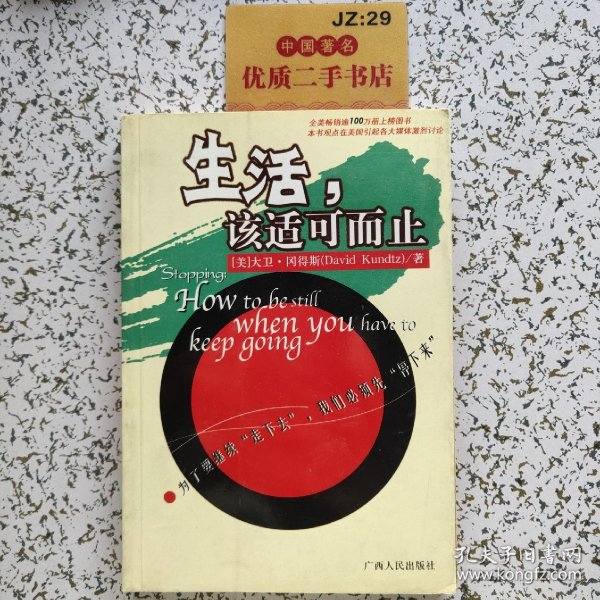 JZ:29
中国著名
优质二手书店
全美畅销逾100万册上榜图书
本书观点在美国引起各大媒体激烈讨论
生活，
该适可而止
[美]大卫·冈得斯(David Kundtz)/著
Stopping:
How to be still
when you have to
keep going
为了要继续“走下去”，我们必须先“停下来”
广西人民出版社
孔夫子旧书网
www.kongfz.com